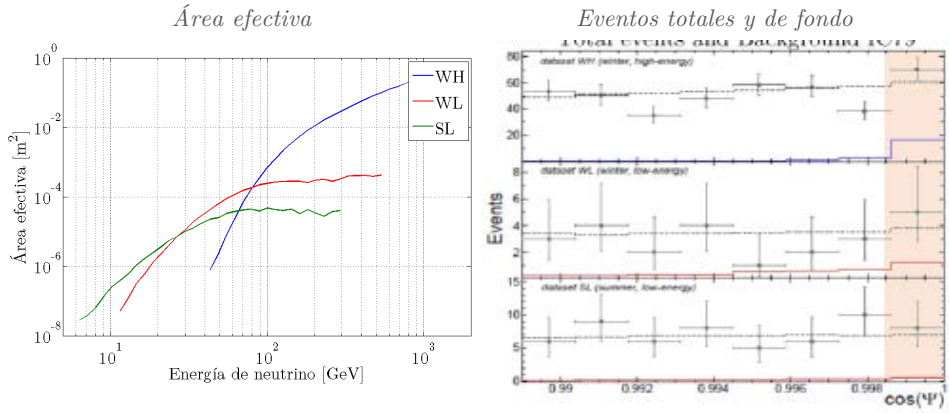 Área efectiva
Eventos totales y de fondo
Total events and Background IC79
10^0
10^-2
10^-4
10^-6
10^-8
Área efectiva [m^2]
WH
WL
SL
10^1
10^2
10^3
Energía de neutrino [GeV]
Events
dataset WH (winter, high-energy)
80
60
40
20
dataset WL (winter, low-energy)
8
6
4
2
dataset SL (summer, low-energy)
15
10
5
0
0.99
0.992
0.994
0.996
0.998
1
cos(Ψ)